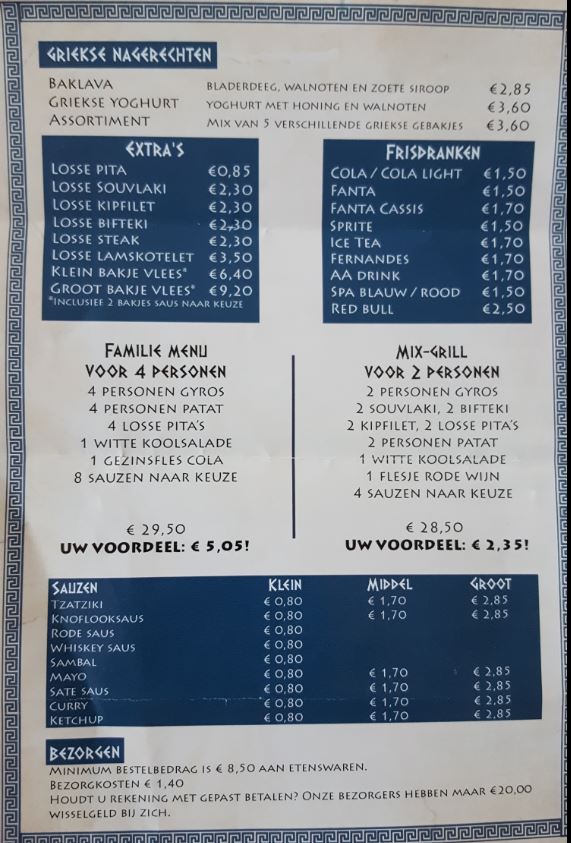 GRIEKSE NAGERECHTEN
BAKLAVA BLADERDEEG, WALNOTEN EN ZOETE SIROOP €2,85
GRIEKSE YOGHURT YOGHURT MET HONING EN WALNOTEN €3,60
ASSORTIMENT MIX VAN 5 VERSCHILLENDE GRIEKSE GEBAKJES €3,60
EXTRA'S
LOSSE PITA €0,85
LOSSE SOUVLAKI €2,30
LOSSE KIPFILET €2,30
LOSSE BIFTEKI €2,30
LOSSE STEAK €2,30
LOSSE LAMSKOTELET €3,50
KLEIN BAKJE VLEES* €6,40
GROOT BAKJE VLEES* €9,20
*INCLUSIEF 2 BAKJES SAUS NAAR KEUZE
FRISDRANKEN
COLA / COLA LIGHT €1,50
FANTA €1,50
FANTA CASSIS €1,70
SPRITE €1,50
ICE TEA €1,70
FERNANDES €1,70
AA DRINK €1,70
SPA BLAUW / ROOD €1,50
RED BULL €2,50
FAMILIE MENU
VOOR 4 PERSONEN
4 PERSONEN GYROS
4 PERSONEN PATAT
4 LOSSE PITA'S
1 WITTE KOOLSALADE
1 GEZINSFLES COLA
8 SAUZEN NAAR KEUZE
€ 29,50
UW VOORDEEL: € 5,05!
MIX-GRILL
VOOR 2 PERSONEN
2 PERSONEN GYROS
2 SOUVLAKI, 2 BIFTEKI
2 KIPFILET, 2 LOSSE PITA'S
2 PERSONEN PATAT
1 WITTE KOOLSALADE
1 FLESJE RODE WIJN
4 SAUZEN NAAR KEUZE
€ 28,50
UW VOORDEEL: € 2,35!
SAUZEN KLEIN MIDDEL GROOT
TZATZIKI € 0,80 € 1,70 € 2,85
KNOFLOOKSAUS € 0,80 € 1,70 € 2,85
RODE SAUS € 0,80
WHISKEY SAUS € 0,80
SAMBAL € 0,80
MAYO € 0,80 € 1,70 € 2,85
SATE SAUS € 0,80 € 1,70 € 2,85
CURRY € 0,80 € 1,70 € 2,85
KETCHUP € 0,80 € 1,70 € 2,85
BEZORGEN
MINIMUM BESTELBEDRAG IS € 8,50 AAN ETENSWAREN.
BEZORGKOSTEN € 1,40
HOUDT U REKENING MET GEPAST BETALEN? ONZE BEZORGERS HEBBEN MAAR €20,00
WISSELGELD BIJ ZICH.